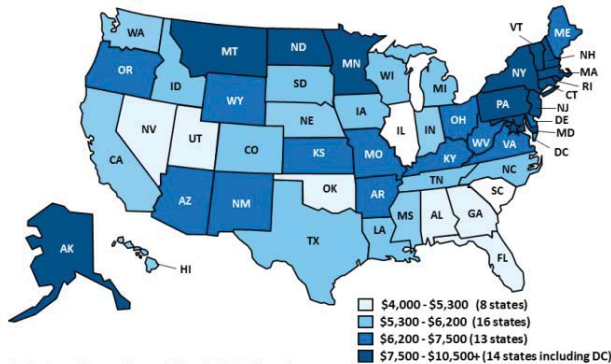 WA
MT
ND
MN
VT
ME
NH
MA
RI
CT
NJ
DE
MD
DC
OR
ID
WY
SD
WI
MI
NY
PA
NV
UT
CO
NE
IA
IL
IN
OH
WV
VA
CA
KS
MO
KY
NC
TN
AZ
NM
OK
AR
SC
TX
LA
MS
AL
GA
FL
AK
HI
$4,000 - $5,300 (8 states)
$5,300 - $6,200 (16 states)
$6,200 - $7,500 (13 states)
$7,500 - $10,500+ (14 states including DC)